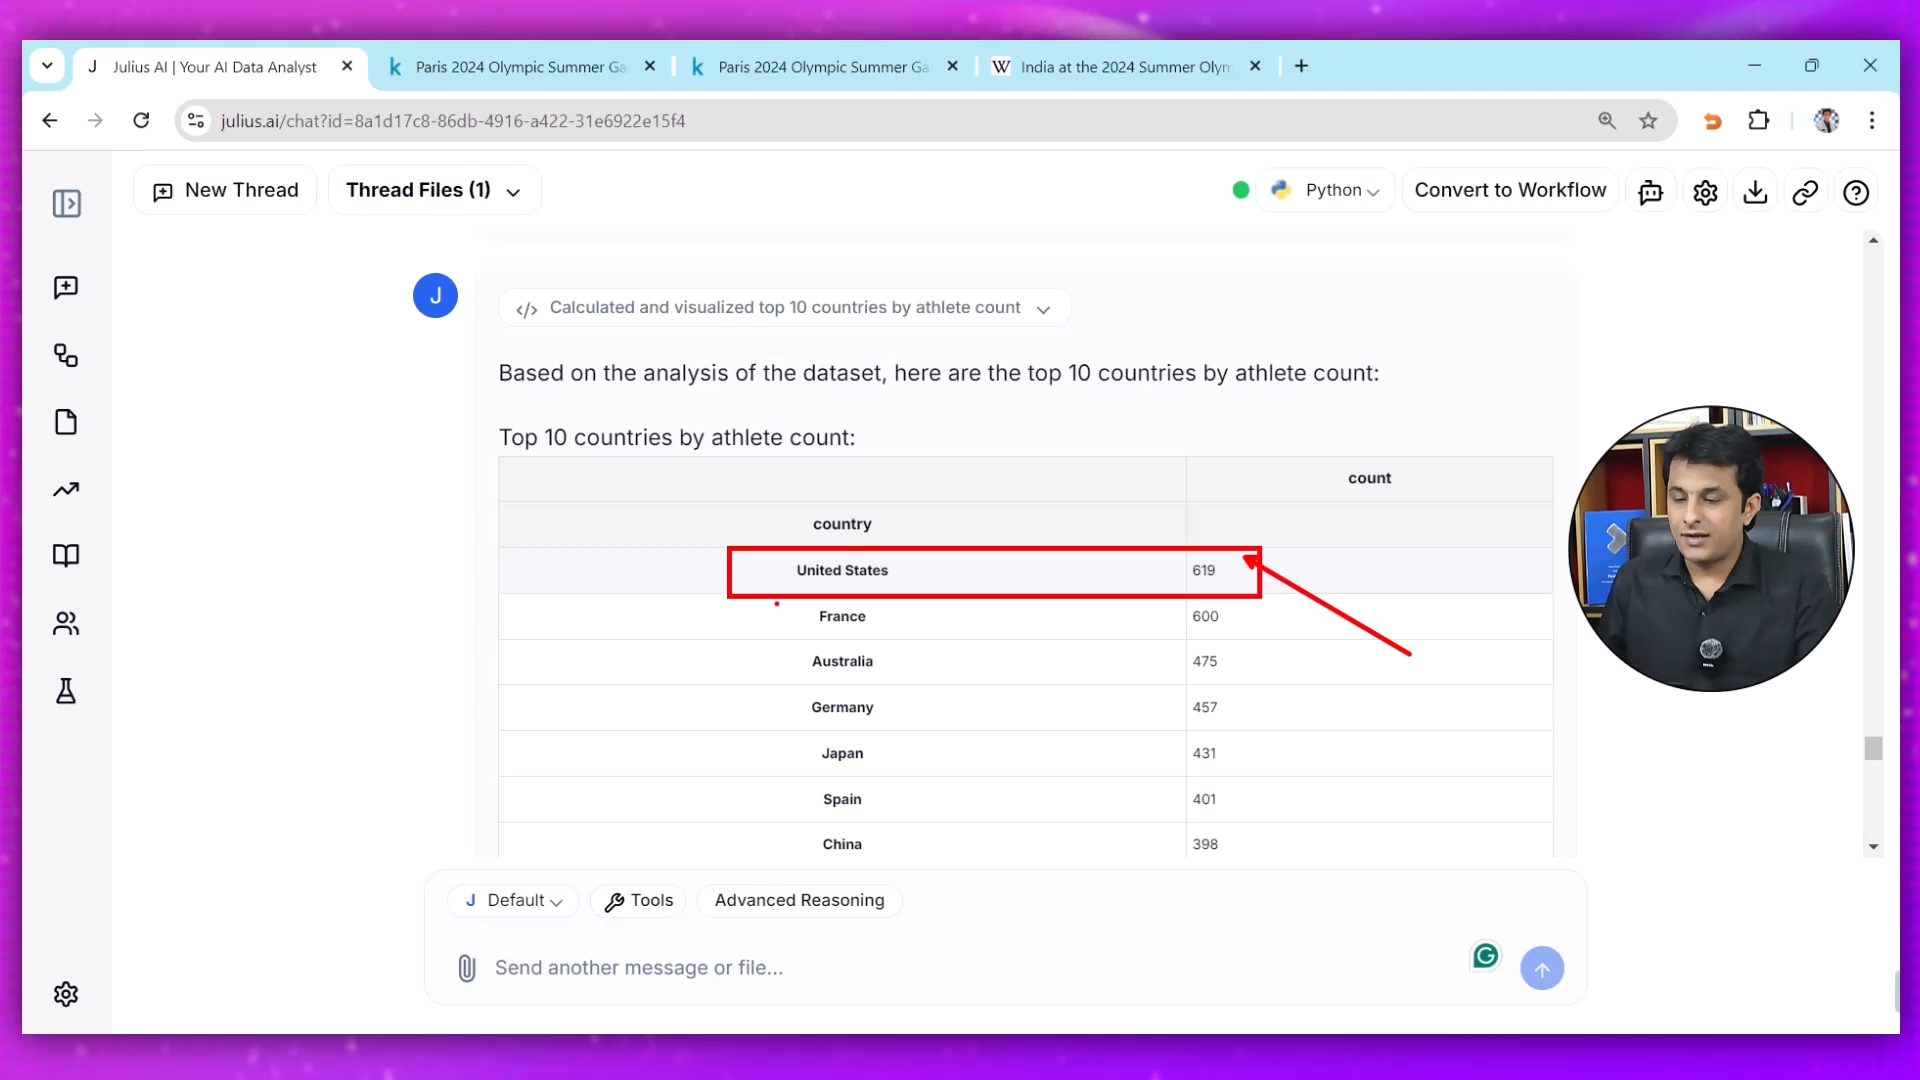 Julius AI | Your AI Data Analyst
Paris 2024 Olympic Summer Ga
Paris 2024 Olympic Summer Ga
India at the 2024 Summer Olym
julius.ai/chat?id=8a1d17c8-86db-4916-a422-31e6922e15f4
New Thread
Thread Files (1)
Python
Convert to Workflow
J
Calculated and visualized top 10 countries by athlete count
Based on the analysis of the dataset, here are the top 10 countries by athlete count:
Top 10 countries by athlete count:
count
country
United States 619
France 600
Australia 475
Germany 457
Japan 431
Spain 401
China 398
J Default
Tools
Advanced Reasoning
Send another message or file...